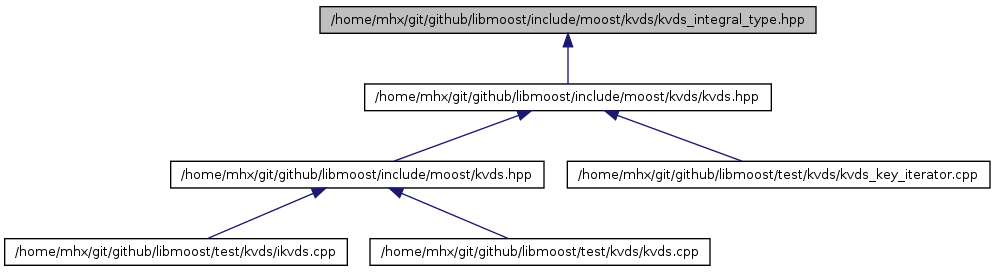 /home/mhx/git/github/libmoost/include/moost/kvds/kvds_integral_type.hpp
/home/mhx/git/github/libmoost/include/moost/kvds/kvds.hpp
/home/mhx/git/github/libmoost/include/moost/kvds.hpp
/home/mhx/git/github/libmoost/test/kvds/kvds_key_iterator.cpp
/home/mhx/git/github/libmoost/test/kvds/ikvds.cpp
/home/mhx/git/github/libmoost/test/kvds/kvds.cpp